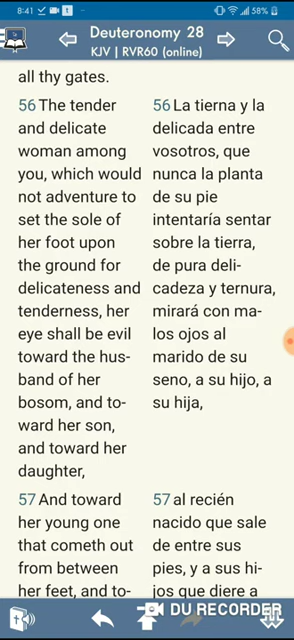 8:41
58%
Deuteronomy 28
KJV | RVR60 (online)
all thy gates.
56 The tender
and delicate
woman among
you, which would
not adventure to
set the sole of
her foot upon
the ground for
delicateness and
tenderness, her
eye shall be evil
toward the hus-
band of her
bosom, and to-
ward her son,
and toward her
daughter,
57 And toward
her young one
that cometh out
from between
her feet, and to-
56 La tierna y la
delicada entre
vosotros, que
nunca la planta
de su pie
intentaría sentar
sobre la tierra,
de pura deli-
cadeza y ternura,
mirará con ma-
los ojos al
marido de su
seno, a su hijo, a
su hija,
57 al recién
nacido que sale
de entre sus
pies, y a sus hi-
jos que diere a
DU RECORDER